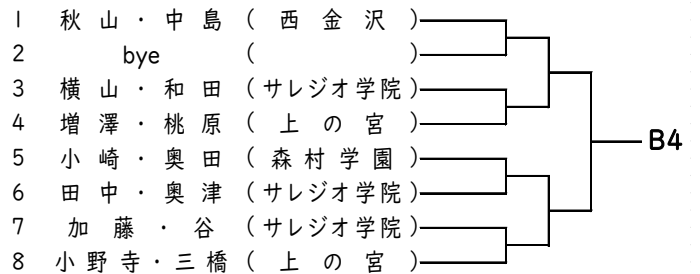 1 秋山・中島（西金沢）
2 bye （ ）
3 横山・和田（サレジオ学院）
4 増澤・桃原（上の宮）
B4
5 小崎・奥田（森村学園）
6 田中・奥津（サレジオ学院）
7 加藤・谷（サレジオ学院）
8 小野寺・三橋（上の宮）